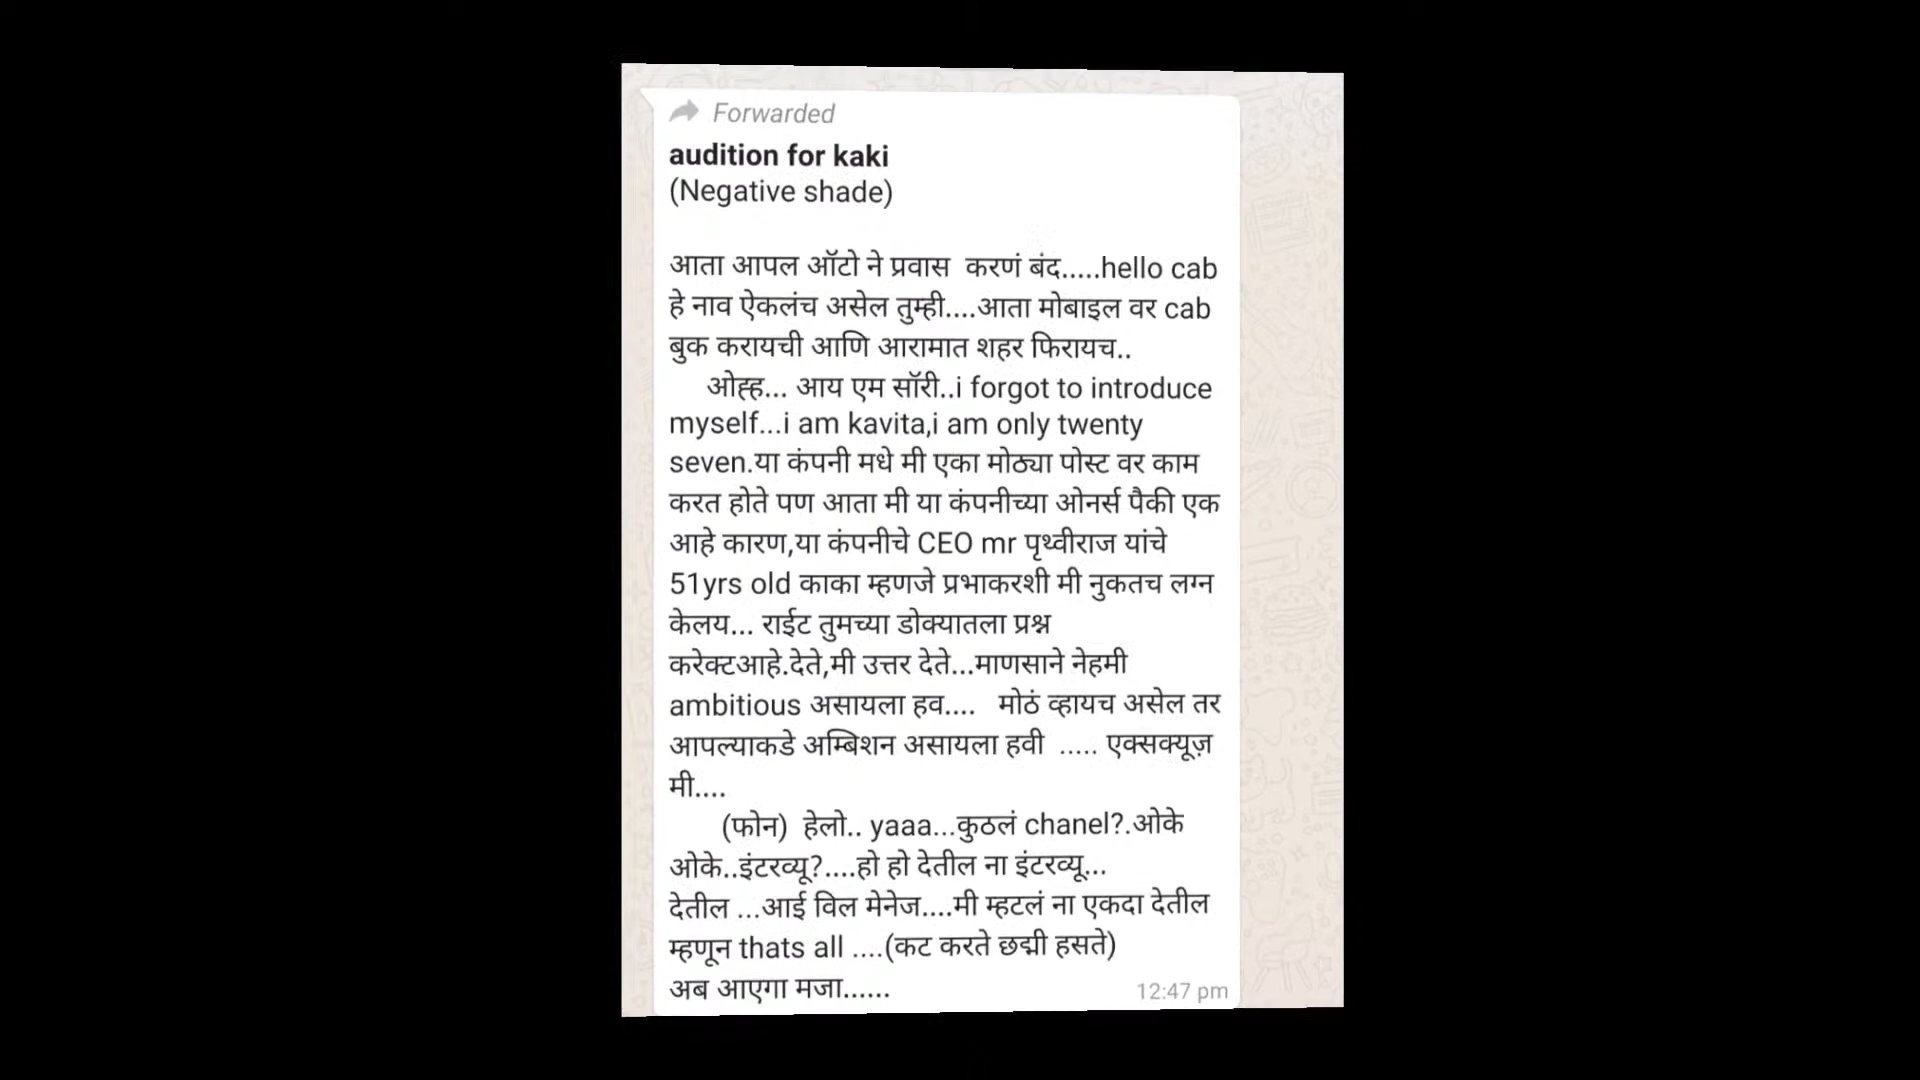 Forwarded
audition for kaki
(Negative shade)
आता आपल ऑटो ने प्रवास करणं बंद.....hello cab
हे नाव ऐकलंच असेल तुम्ही....आता मोबाइल वर cab
बुक करायची आणि आरामात शहर फिरायच..
ओह्ह... आय एम सॉरी..i forgot to introduce
myself...i am kavita,i am only twenty
seven.या कंपनी मधे मी एका मोठ्या पोस्ट वर काम
करत होते पण आता मी या कंपनीच्या ओनर्स पैकी एक
आहे कारण,या कंपनीचे CEO mr पृथ्वीराज यांचे
51yrs old काका म्हणजे प्रभाकरशी मी नुकतच लग्न
केलय... राईट तुमच्या डोक्यातला प्रश्न
करेक्टआहे.देते,मी उत्तर देते...माणसाने नेहमी
ambitious असायला हव.... मोठं व्हायच असेल तर
आपल्याकडे अम्बिशन असायला हवी ..... एक्सक्यूज़
मी....
(फोन) हेलो.. yaaa...कुठलं chanel?.ओके
ओके..इंटरव्यू?....हो हो देतील ना इंटरव्यू...
देतील ...आई विल मेनेज....मी म्हटलं ना एकदा देतील
म्हणून thats all ....(कट करते छद्मी हसते)
अब आएगा मजा......
12:47 pm